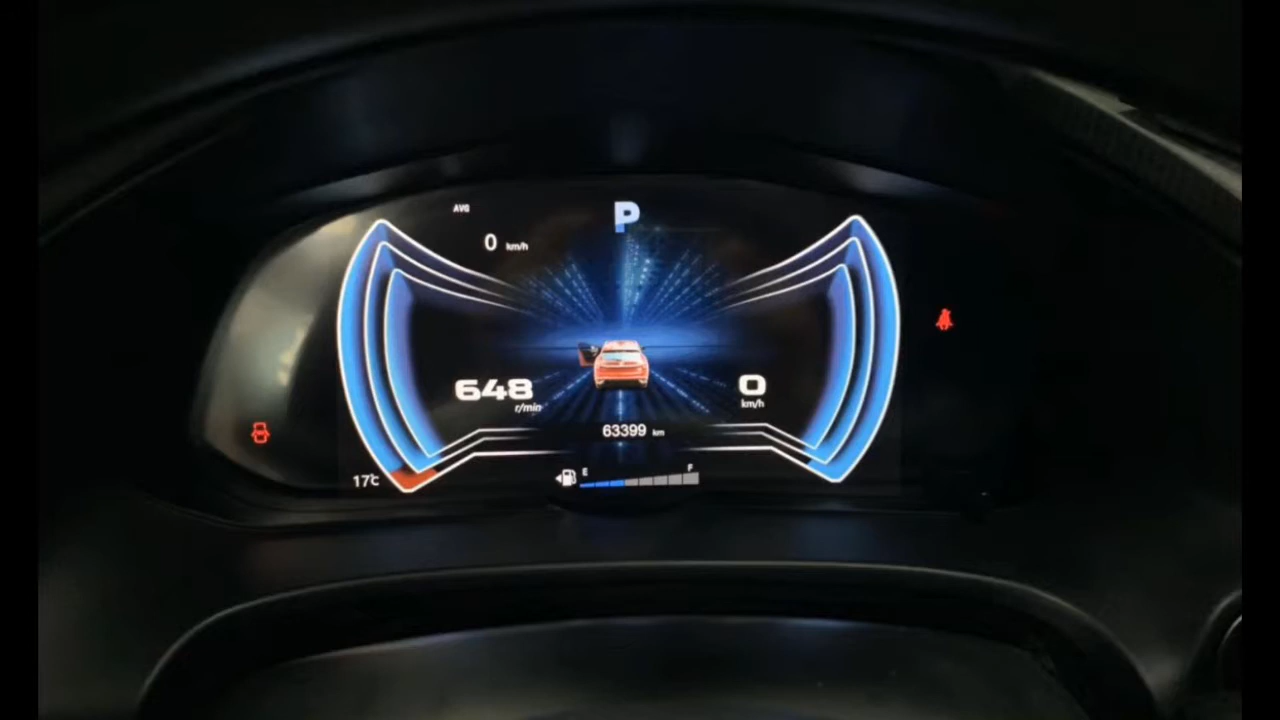 AVG
P
0 km/h
648
r/min
0
km/h
63399 km
17℃
E F